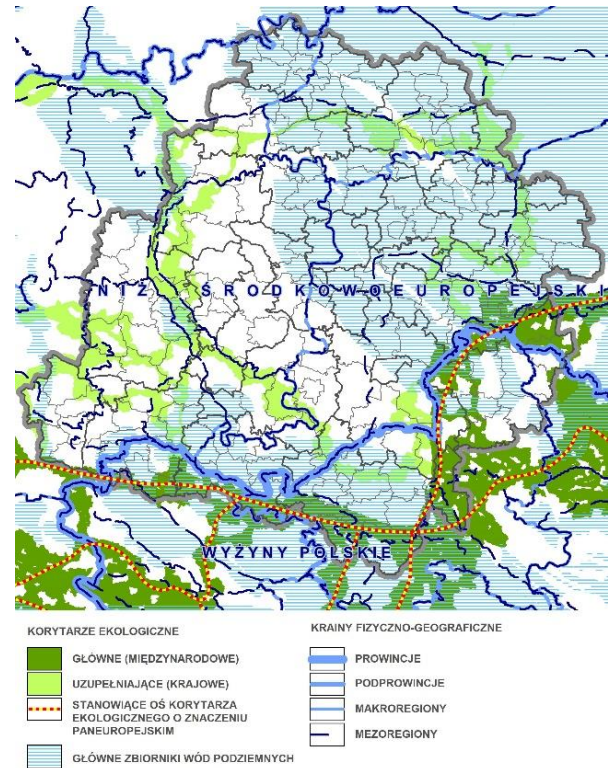 NIŻ ŚRODKOWOEUROPEJSKI
WYŻYNY POLSKIE
KORYTARZE EKOLOGICZNE
GŁÓWNE (MIĘDZYNARODOWE)
UZUPEŁNIAJĄCE (KRAJOWE)
STANOWIĄCE OŚ KORYTARZA
EKOLOGICZNEGO O ZNACZENIU
PANEUROPEJSKIM
GŁÓWNE ZBIORNIKI WÓD PODZIEMNYCH
KRAINY FIZYCZNO-GEOGRAFICZNE
PROWINCJE
PODPROWINCJE
MAKROREGIONY
MEZOREGIONY